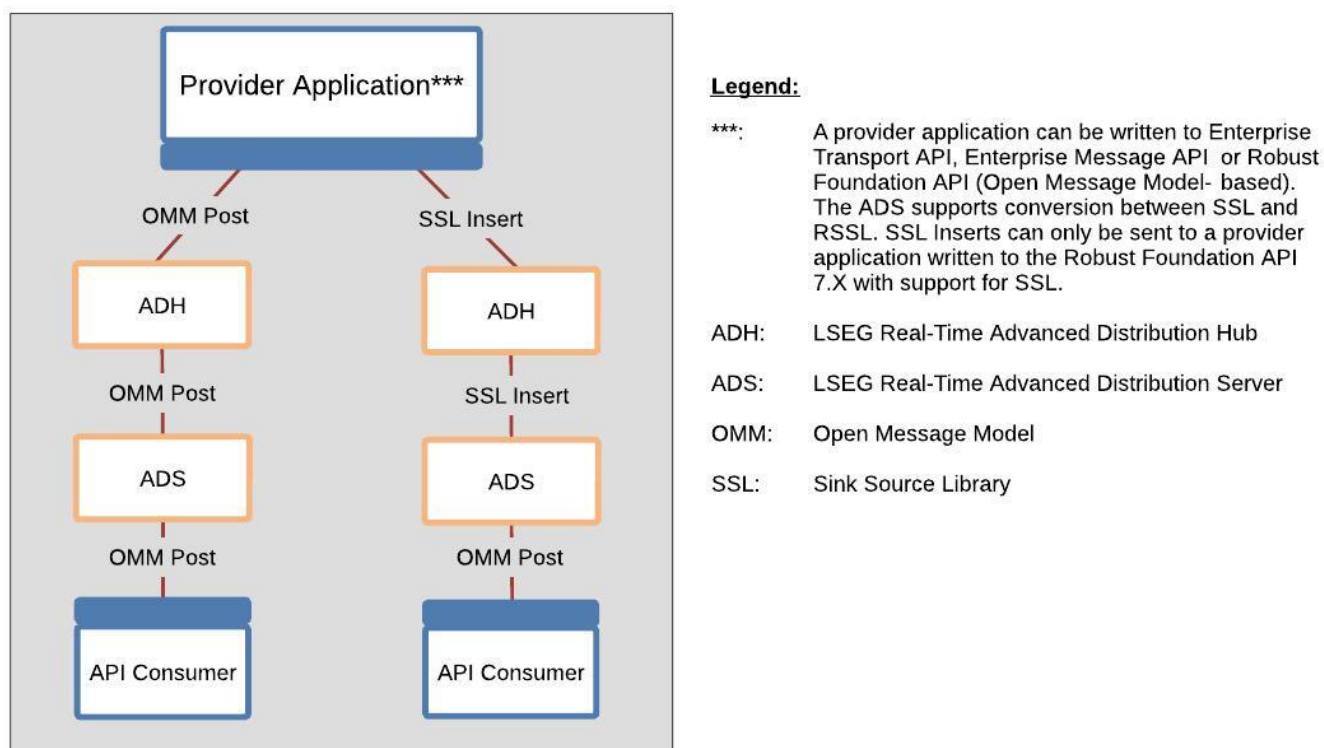 Provider Application***
OMM Post
SSL Insert
ADH
ADH
OMM Post
SSL Insert
ADS
ADS
OMM Post
OMM Post
API Consumer
API Consumer
Legend:
***: A provider application can be written to Enterprise
Transport API, Enterprise Message API or Robust
Foundation API (Open Message Model- based).
The ADS supports conversion between SSL and
RSSL. SSL Inserts can only be sent to a provider
application written to the Robust Foundation API
7.X with support for SSL.
ADH: LSEG Real-Time Advanced Distribution Hub
ADS: LSEG Real-Time Advanced Distribution Server
OMM: Open Message Model
SSL: Sink Source Library